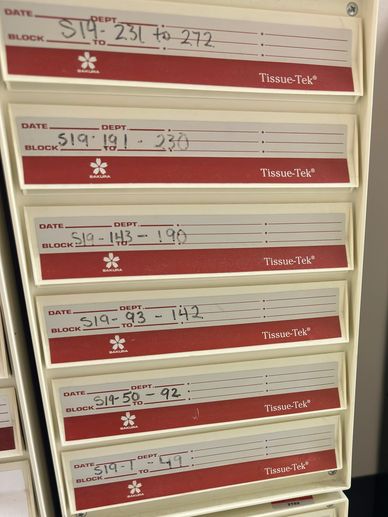 DATE DEPT.
S19-231 to 272
BLOCK TO
SAKURA
Tissue-Tek®
DATE DEPT.
S19-191-230
BLOCK TO
SAKURA
Tissue-Tek®
DATE DEPT.
S19-143-190
BLOCK TO
SAKURA
Tissue-Tek®
DATE DEPT.
S19-93-142
BLOCK TO
SAKURA
Tissue-Tek®
DATE DEPT.
S19-50-92
BLOCK TO
SAKURA
Tissue-Tek®
DATE DEPT.
S19-1-49
BLOCK TO
SAKURA
Tissue-Tek®